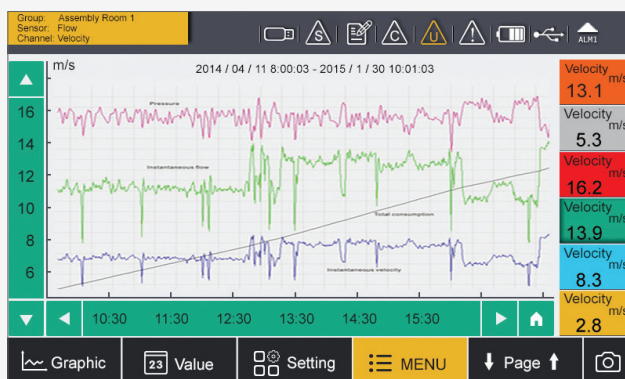 Group: Assembly Room 1
Sensor: Flow
Channel: Velocity
S
C
U
!
ALM1
m/s
2014 / 04 / 11 8:00:03 - 2015 / 1 / 30 10:01:03
16
14
12
10
8
6
Pressure
Instantaneous flow
Total consumption
Instantaneous velocity
Velocity
13.1 m/s
Velocity
5.3 m/s
Velocity
16.2 m/s
Velocity
13.9 m/s
Velocity
8.3 m/s
Velocity
2.8 m/s
10:30 11:30 12:30 13:30 14:30 15:30
Graphic
23 Value
Setting
MENU
Page